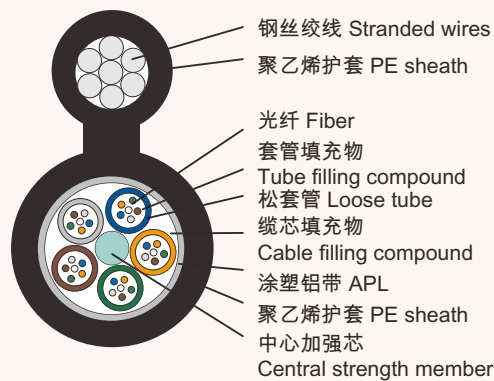 钢丝绞线 Stranded wires
聚乙烯护套 PE sheath
光纤 Fiber
套管填充物
Tube filling compound
松套管 Loose tube
缆芯填充物
Cable filling compound
涂塑铝带 APL
聚乙烯护套 PE sheath
中心加强芯
Central strength member